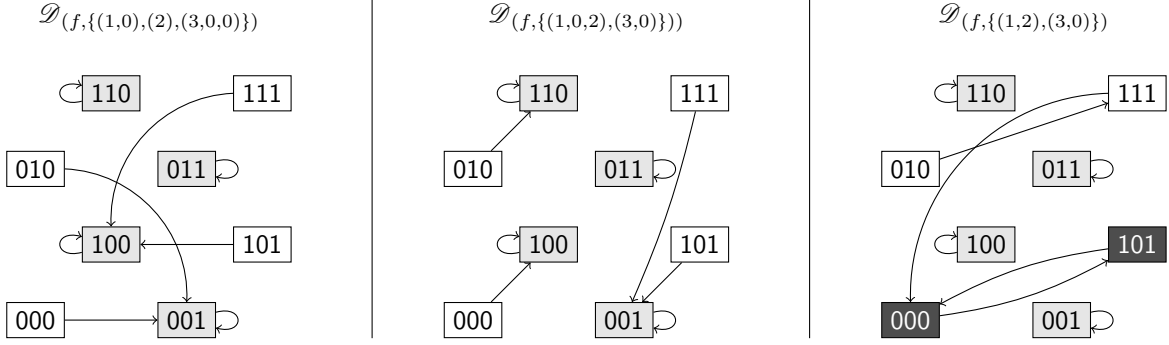 𝒟(f,{(1,0),(2),(3,0,0)}) 𝒟(f,{(1,0,2),(3,0)})) 𝒟(f,{(1,2),(3,0)})
110 111 110 111 110 111
010 011 010 011 010 011
100 101 100 101 100 101
000 001 000 001 000 001